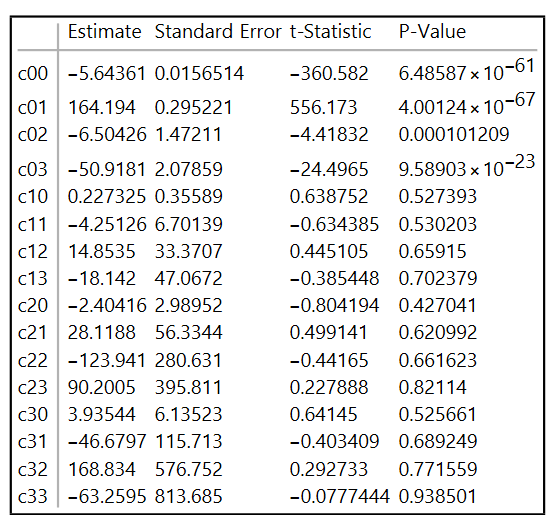 Estimate Standard Error t-Statistic P-Value
c00 −5.64361 0.0156514 −360.582 6.48587×10^−61
c01 164.194 0.295221 556.173 4.00124×10^−67
c02 −6.50426 1.47211 −4.41832 0.000101209
c03 −50.9181 2.07859 −24.4965 9.58903×10^−23
c10 0.227325 0.35589 0.638752 0.527393
c11 −4.25126 6.70139 −0.634385 0.530203
c12 14.8535 33.3707 0.445105 0.65915
c13 −18.142 47.0672 −0.385448 0.702379
c20 −2.40416 2.98952 −0.804194 0.427041
c21 28.1188 56.3344 0.499141 0.620992
c22 −123.941 280.631 −0.44165 0.661623
c23 90.2005 395.811 0.227888 0.82114
c30 3.93544 6.13523 0.64145 0.525661
c31 −46.6797 115.713 −0.403409 0.689249
c32 168.834 576.752 0.292733 0.771559
c33 −63.2595 813.685 −0.0777444 0.938501